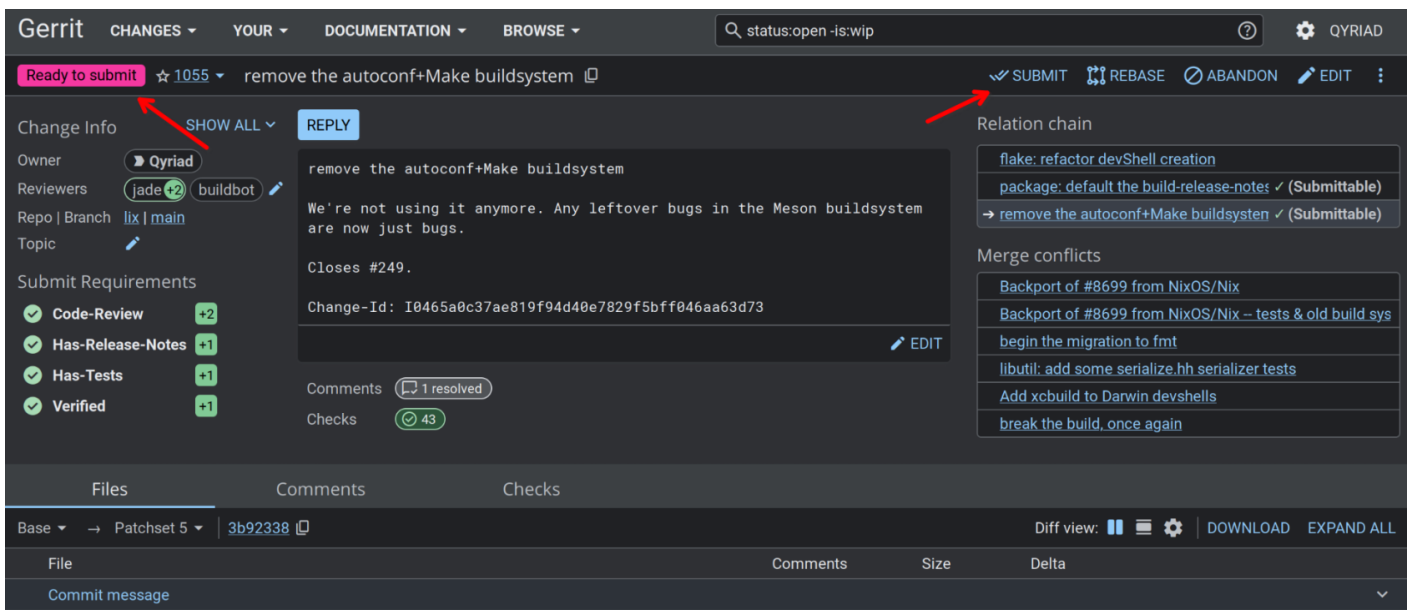 Gerrit CHANGES YOUR DOCUMENTATION BROWSE status:open -is:wip QYRIAD
Ready to submit 1055 remove the autoconf+Make buildsystem SUBMIT REBASE ABANDON EDIT
Change Info SHOW ALL
Owner Qyriad
Reviewers jade +2 buildbot
Repo | Branch lix | main
Topic
Submit Requirements
Code-Review +2
Has-Release-Notes +1
Has-Tests +1
Verified +1
REPLY
remove the autoconf+Make buildsystem
We're not using it anymore. Any leftover bugs in the Meson buildsystem
are now just bugs.
Closes #249.
Change-Id: I0465a0c37ae819f94d40e7829f5bff046aa63d73
EDIT
Comments 1 resolved
Checks 43
Relation chain
flake: refactor devShell creation
package: default the build-release-notes ✓ (Submittable)
→ remove the autoconf+Make buildsystem ✓ (Submittable)
Merge conflicts
Backport of #8699 from NixOS/Nix
Backport of #8699 from NixOS/Nix -- tests & old build sys
begin the migration to fmt
libutil: add some serialize.hh serializer tests
Add xcbuild to Darwin devshells
break the build, once again
Files Comments Checks
Base → Patchset 5 3b92338 Diff view: DOWNLOAD EXPAND ALL
File Comments Size Delta
Commit message